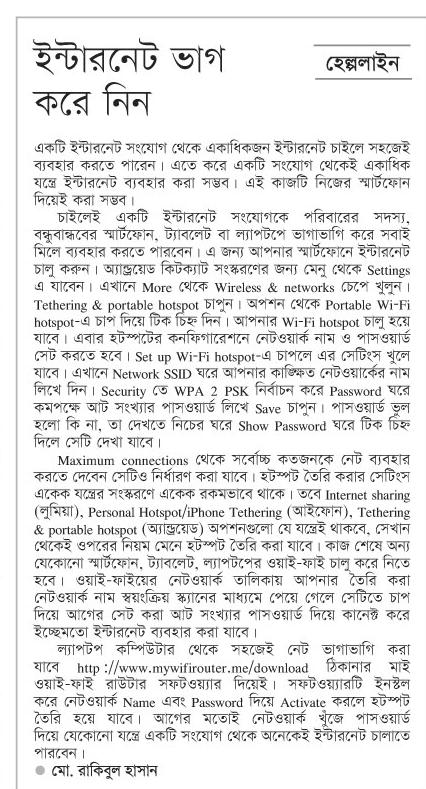 ইন্টারনেট ভাগ
করে নিন
হেল্পলাইন
একটি ইন্টারনেট সংযোগ থেকে একাধিকজন ইন্টারনেট চাইলে সহজেই
ব্যবহার করতে পারেন। এতে করে একটি সংযোগ থেকেই একাধিক
যন্ত্রে ইন্টারনেট ব্যবহার করা সম্ভব। এই কাজটি নিজের স্মার্টফোন
দিয়েই করা সম্ভব।
চাইলেই একটি ইন্টারনেট সংযোগকে পরিবারের সদস্য,
বন্ধুবান্ধবের স্মার্টফোন, ট্যাবলেট বা ল্যাপটপে ভাগাভাগি করে সবাই
মিলে ব্যবহার করতে পারবেন। এ জন্য আপনার স্মার্টফোনে ইন্টারনেট
চালু করুন। অ্যান্ড্রয়েড কিটক্যাট সংস্করণের জন্য মেনু থেকে Settings
এ যাবেন। এখানে More থেকে Wireless & networks চেপে খুলুন।
Tethering & portable hotspot চাপুন। অপশন থেকে Portable Wi-Fi
hotspot-এ চাপ দিয়ে টিক চিহ্ন দিন। আপনার Wi-Fi hotspot চালু হয়ে
যাবে। এবার হটস্পটের কনফিগারেশনে নেটওয়ার্ক নাম ও পাসওয়ার্ড
সেট করতে হবে। Set up Wi-Fi hotspot-এ চাপলে এর সেটিংস খুলে
যাবে। এখানে Network SSID ঘরে আপনার কাঙ্ক্ষিত নেটওয়ার্কের নাম
লিখে দিন। Security তে WPA 2 PSK নির্বাচন করে Password ঘরে
কমপক্ষে আট সংখ্যার পাসওয়ার্ড লিখে Save চাপুন। পাসওয়ার্ড ভুল
হলো কি না, তা দেখতে নিচের ঘরে Show Password ঘরে টিক চিহ্ন
দিলে সেটি দেখা যাবে।
Maximum connections থেকে সর্বোচ্চ কতজনকে নেট ব্যবহার
করতে দেবেন সেটিও নির্ধারণ করা যাবে। হটস্পট তৈরি করার সেটিংস
একেক যন্ত্রের সংস্করণে একেক রকমভাবে থাকে। তবে Internet sharing
(লুমিয়া), Personal Hotspot/iPhone Tethering (আইফোন), Tethering
& portable hotspot (অ্যান্ড্রয়েড) অপশনগুলো যে যন্ত্রেই থাকবে, সেখান
থেকেই ওপরের নিয়ম মেনে হটস্পট তৈরি করা যাবে। কাজ শেষে অন্য
যেকোনো স্মার্টফোন, ট্যাবলেট, ল্যাপটপের ওয়াই-ফাই চালু করে নিতে
হবে। ওয়াই-ফাইয়ের নেটওয়ার্ক তালিকায় আপনার তৈরি করা
নেটওয়ার্ক নাম স্বয়ংক্রিয় স্ক্যানের মাধ্যমে পেয়ে গেলে সেটিতে চাপ
দিয়ে আগের সেট করা আট সংখ্যার পাসওয়ার্ড দিয়ে কানেক্ট করে
ইচ্ছেমতো ইন্টারনেট ব্যবহার করা যাবে।
ল্যাপটপ কম্পিউটার থেকে সহজেই নেট ভাগাভাগি করা
যাবে http ://www.mywifirouter.me/download ঠিকানার মাই
ওয়াই-ফাই রাউটার সফটওয়্যার দিয়েই। সফটওয়্যারটি ইনস্টল
করে নেটওয়ার্ক Name এবং Password দিয়ে Activate করলে হটস্পট
তৈরি হয়ে যাবে। আগের মতোই নেটওয়ার্ক খুঁজে পাসওয়ার্ড
দিয়ে যেকোনো যন্ত্রে একটি সংযোগ থেকে অনেকেই ইন্টারনেট চালাতে
পারবেন।
● মো. রাকিবুল হাসান